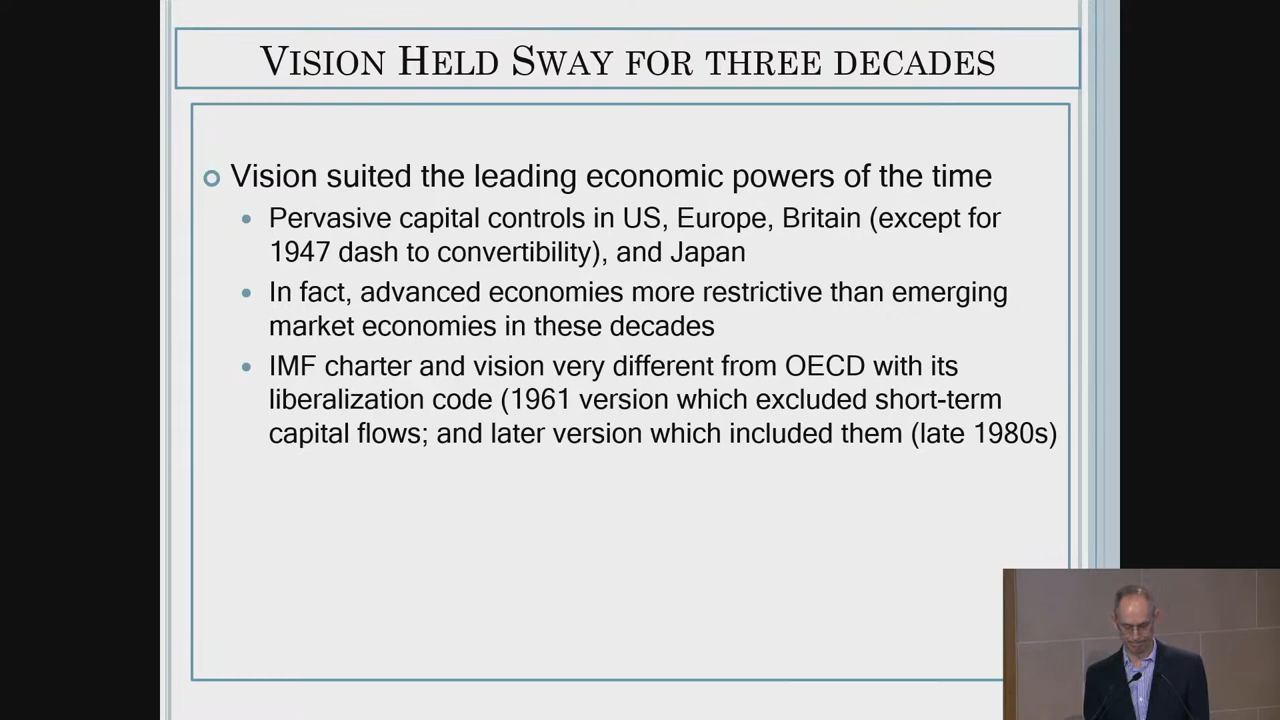 VISION HELD SWAY FOR THREE DECADES
Vision suited the leading economic powers of the time
Pervasive capital controls in US, Europe, Britain (except for
1947 dash to convertibility), and Japan
In fact, advanced economies more restrictive than emerging
market economies in these decades
IMF charter and vision very different from OECD with its
liberalization code (1961 version which excluded short-term
capital flows; and later version which included them (late 1980s)